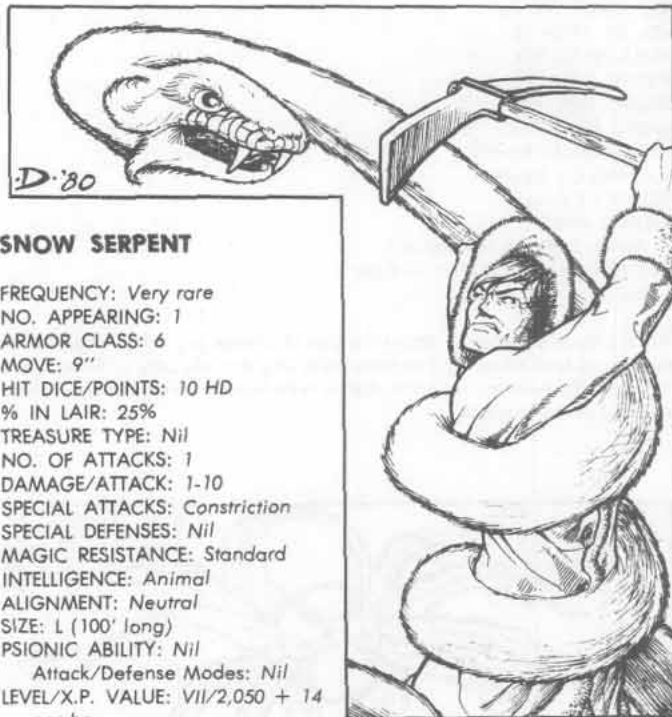 ·D·'80
SNOW SERPENT
FREQUENCY: Very rare
NO. APPEARING: 1
ARMOR CLASS: 6
MOVE: 9"
HIT DICE/POINTS: 10 HD
% IN LAIR: 25%
TREASURE TYPE: Nil
NO. OF ATTACKS: 1
DAMAGE/ATTACK: 1-10
SPECIAL ATTACKS: Constriction
SPECIAL DEFENSES: Nil
MAGIC RESISTANCE: Standard
INTELLIGENCE: Animal
ALIGNMENT: Neutral
SIZE: L (100' long)
PSIONIC ABILITY: Nil
Attack/Defense Modes: Nil
LEVEL/X.P. VALUE: VII/2,050 + 14